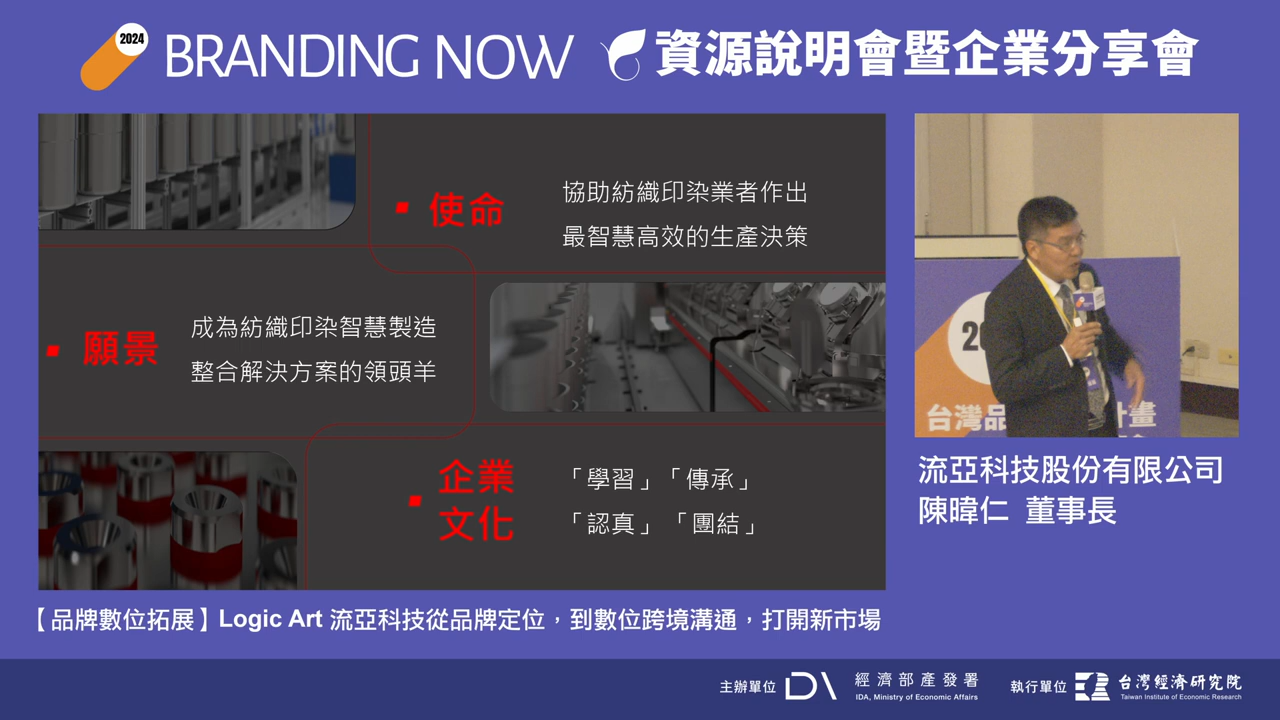 2024
BRANDING NOW 資源說明會暨企業分享會
使命
協助紡織印染業者作出
最智慧高效的生產決策
願景
成為紡織印染智慧製造
整合解決方案的領頭羊
企業
文化
「學習」「傳承」
「認真」「團結」
台灣品
計畫
流亞科技股份有限公司
陳暐仁 董事長
【品牌數位拓展】Logic Art 流亞科技從品牌定位,到數位跨境溝通,打開新市場
主辦單位 IDA 經濟部產發署
IDA, Ministry of Economic Affairs
執行單位 台灣經濟研究院
Taiwan Institute of Economic Research